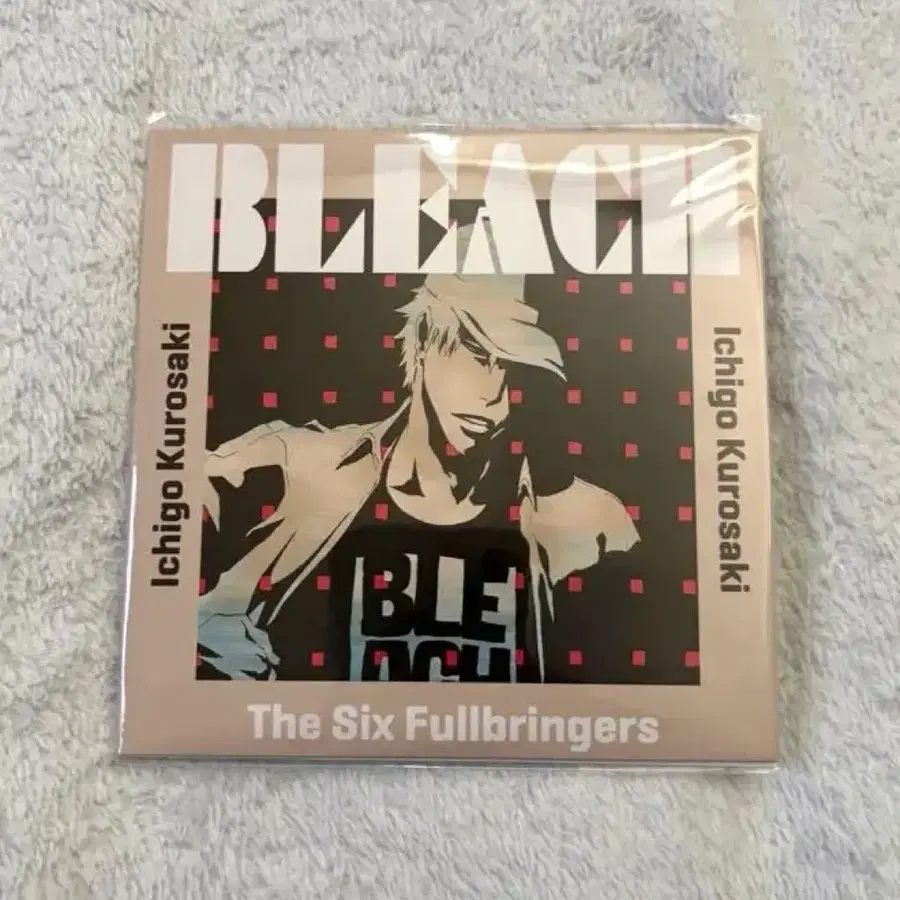 BLEACH
Ichigo Kurosaki
Ichigo Kurosaki
BLE
ACH
The Six Fullbringers